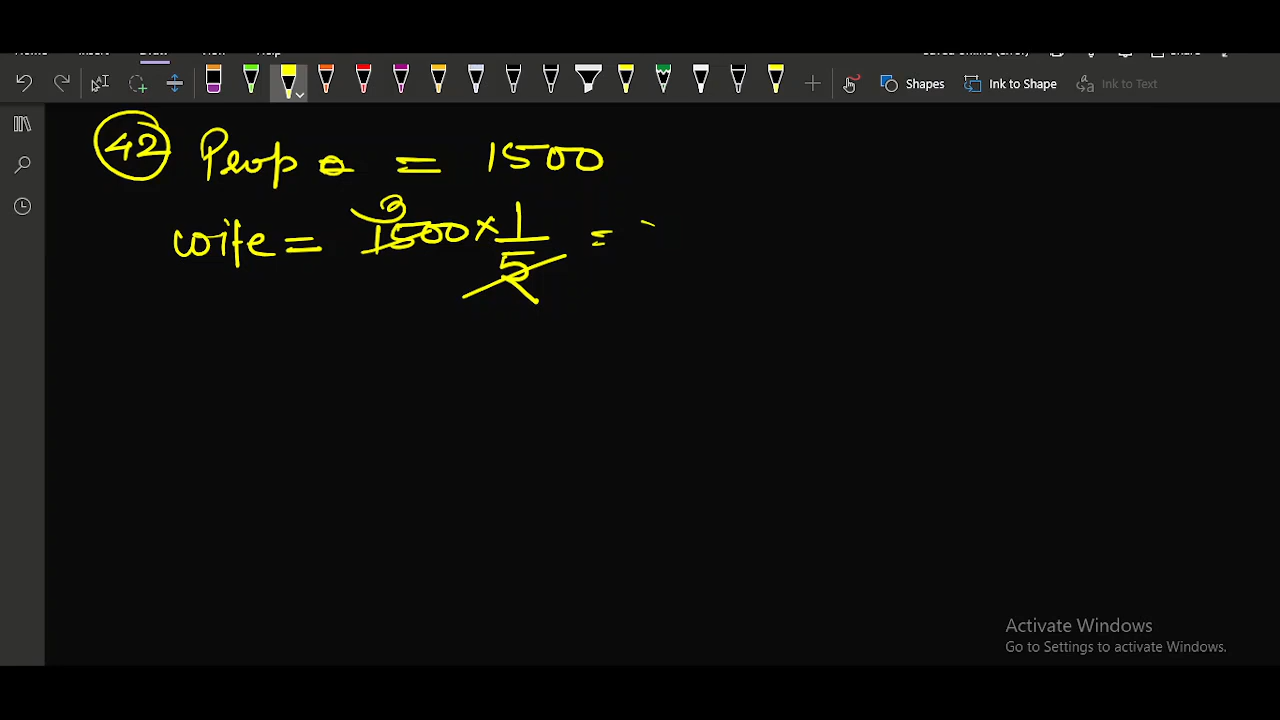 Shapes Ink to Shape Ink to Text
42 Prop = 1500
3
wife = 1500 × 1/5 =
Activate Windows
Go to Settings to activate Windows.